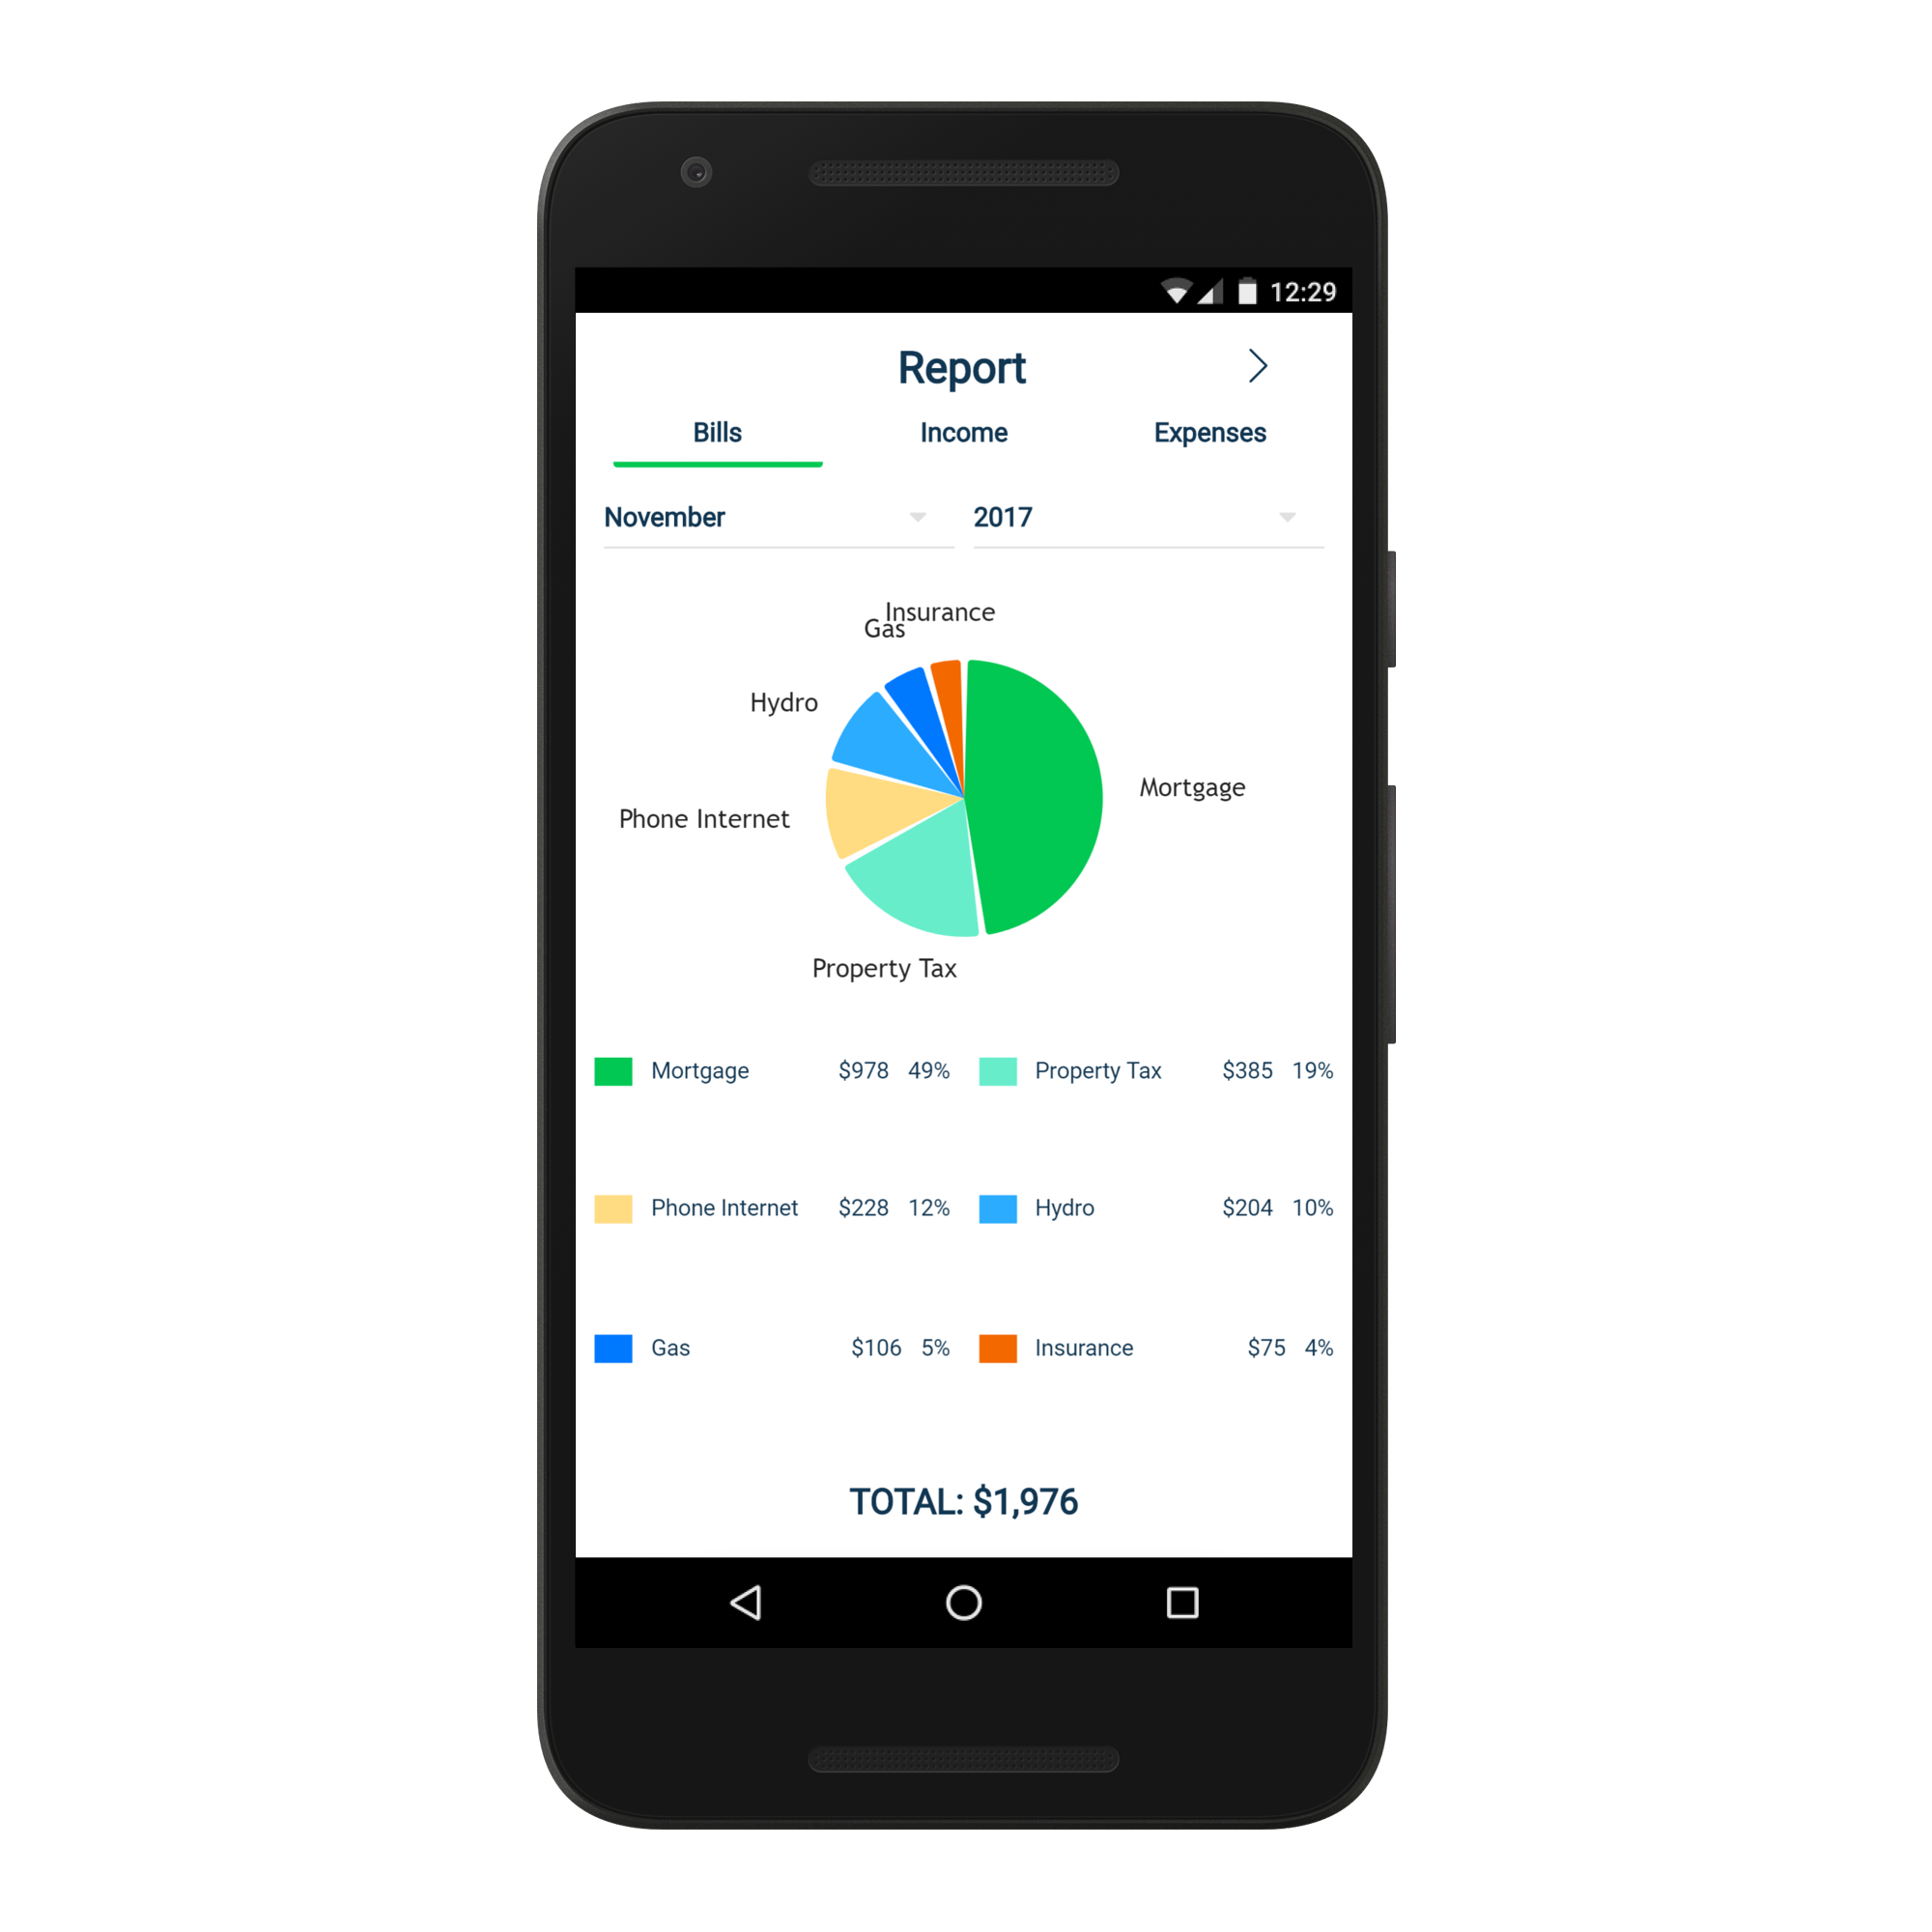 12:29
Report
Bills Income Expenses
November 2017
Insurance
Gas
Hydro
Mortgage
Phone Internet
Property Tax
Mortgage $978 49% Property Tax $385 19%
Phone Internet $228 12% Hydro $204 10%
Gas $106 5% Insurance $75 4%
TOTAL: $1,976